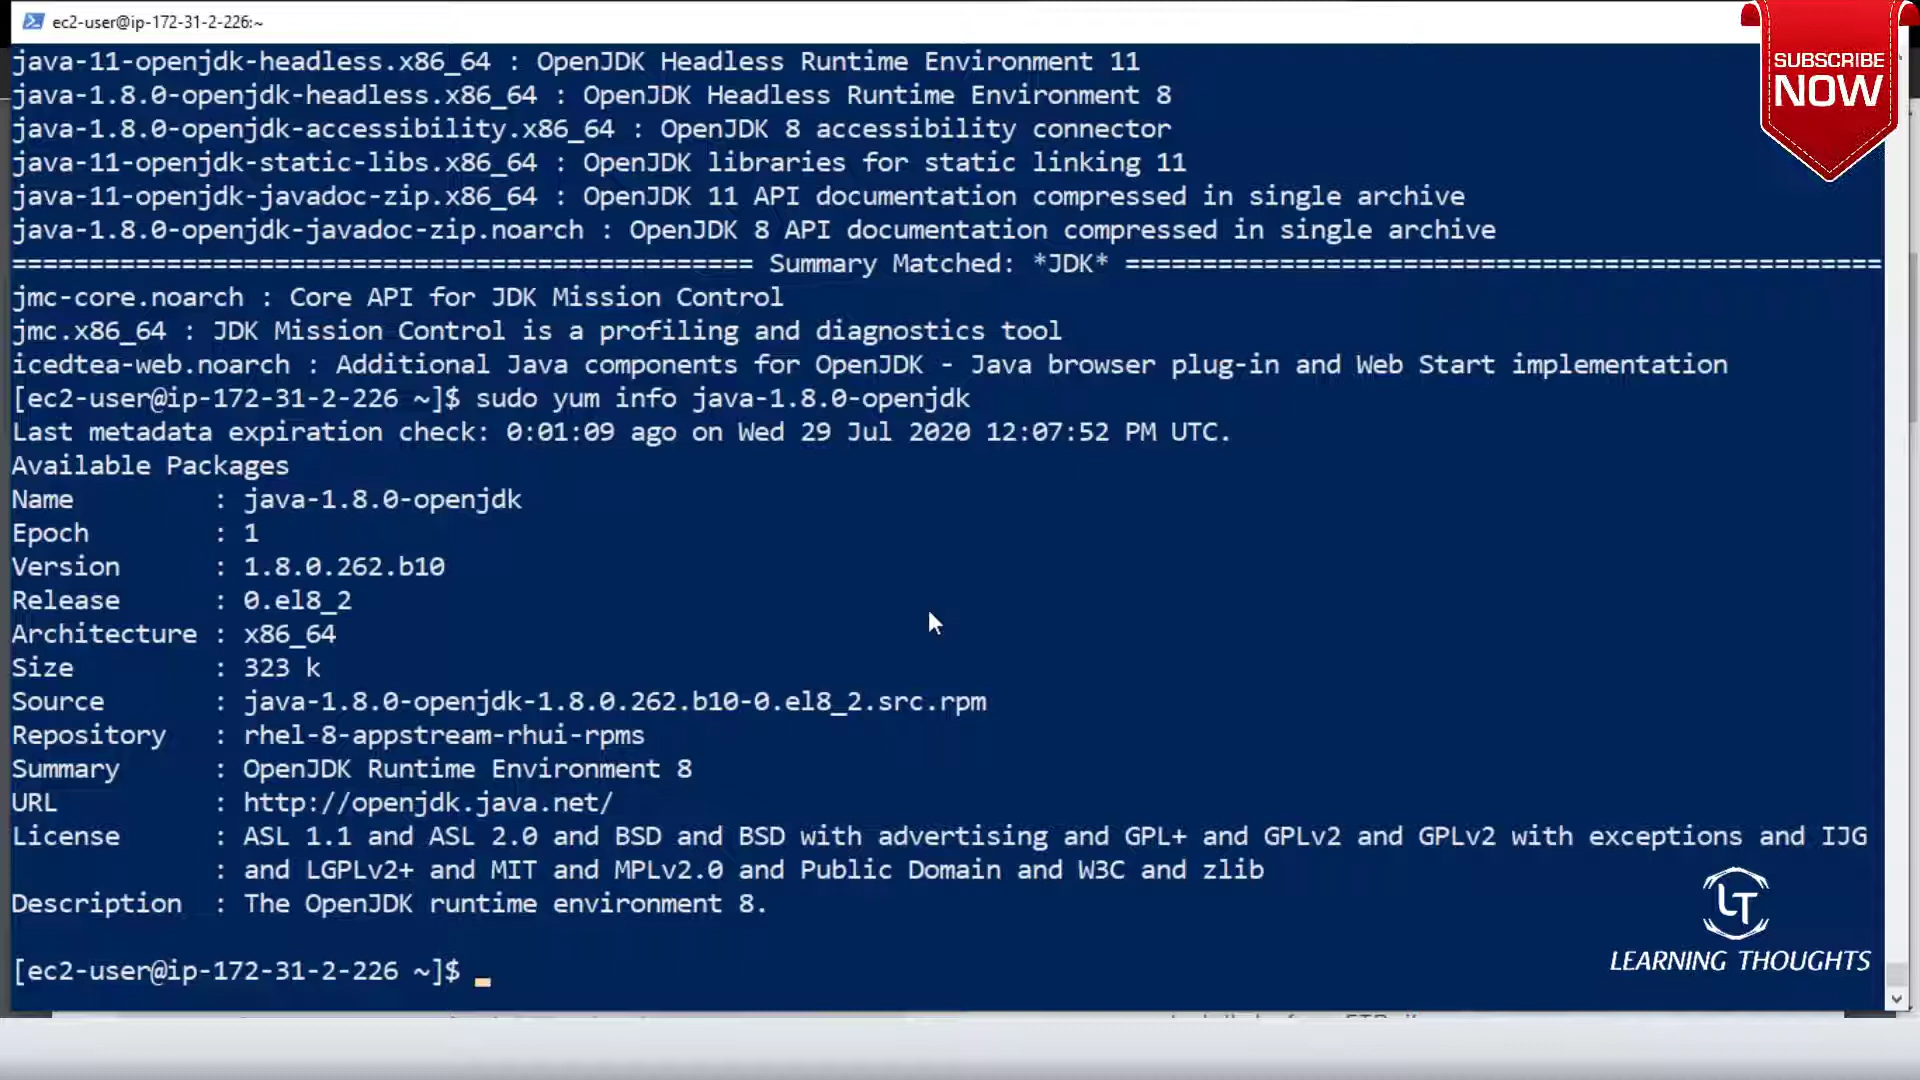 ec2-user@ip-172-31-2-226:~
SUBSCRIBE
NOW
java-11-openjdk-headless.x86_64 : OpenJDK Headless Runtime Environment 11
java-1.8.0-openjdk-headless.x86_64 : OpenJDK Headless Runtime Environment 8
java-1.8.0-openjdk-accessibility.x86_64 : OpenJDK 8 accessibility connector
java-11-openjdk-static-libs.x86_64 : OpenJDK libraries for static linking 11
java-11-openjdk-javadoc-zip.x86_64 : OpenJDK 11 API documentation compressed in single archive
java-1.8.0-openjdk-javadoc-zip.noarch : OpenJDK 8 API documentation compressed in single archive
================================================ Summary Matched: *JDK* =================================================
jmc-core.noarch : Core API for JDK Mission Control
jmc.x86_64 : JDK Mission Control is a profiling and diagnostics tool
icedtea-web.noarch : Additional Java components for OpenJDK - Java browser plug-in and Web Start implementation
[ec2-user@ip-172-31-2-226 ~]$ sudo yum info java-1.8.0-openjdk
Last metadata expiration check: 0:01:09 ago on Wed 29 Jul 2020 12:07:52 PM UTC.
Available Packages
Name         : java-1.8.0-openjdk
Epoch        : 1
Version      : 1.8.0.262.b10
Release      : 0.el8_2
Architecture : x86_64
Size         : 323 k
Source       : java-1.8.0-openjdk-1.8.0.262.b10-0.el8_2.src.rpm
Repository   : rhel-8-appstream-rhui-rpms
Summary      : OpenJDK Runtime Environment 8
URL          : http://openjdk.java.net/
License      : ASL 1.1 and ASL 2.0 and BSD and BSD with advertising and GPL+ and GPLv2 and GPLv2 with exceptions and IJG
             : and LGPLv2+ and MIT and MPLv2.0 and Public Domain and W3C and zlib
Description  : The OpenJDK runtime environment 8.
[ec2-user@ip-172-31-2-226 ~]$
LT
LEARNING THOUGHTS